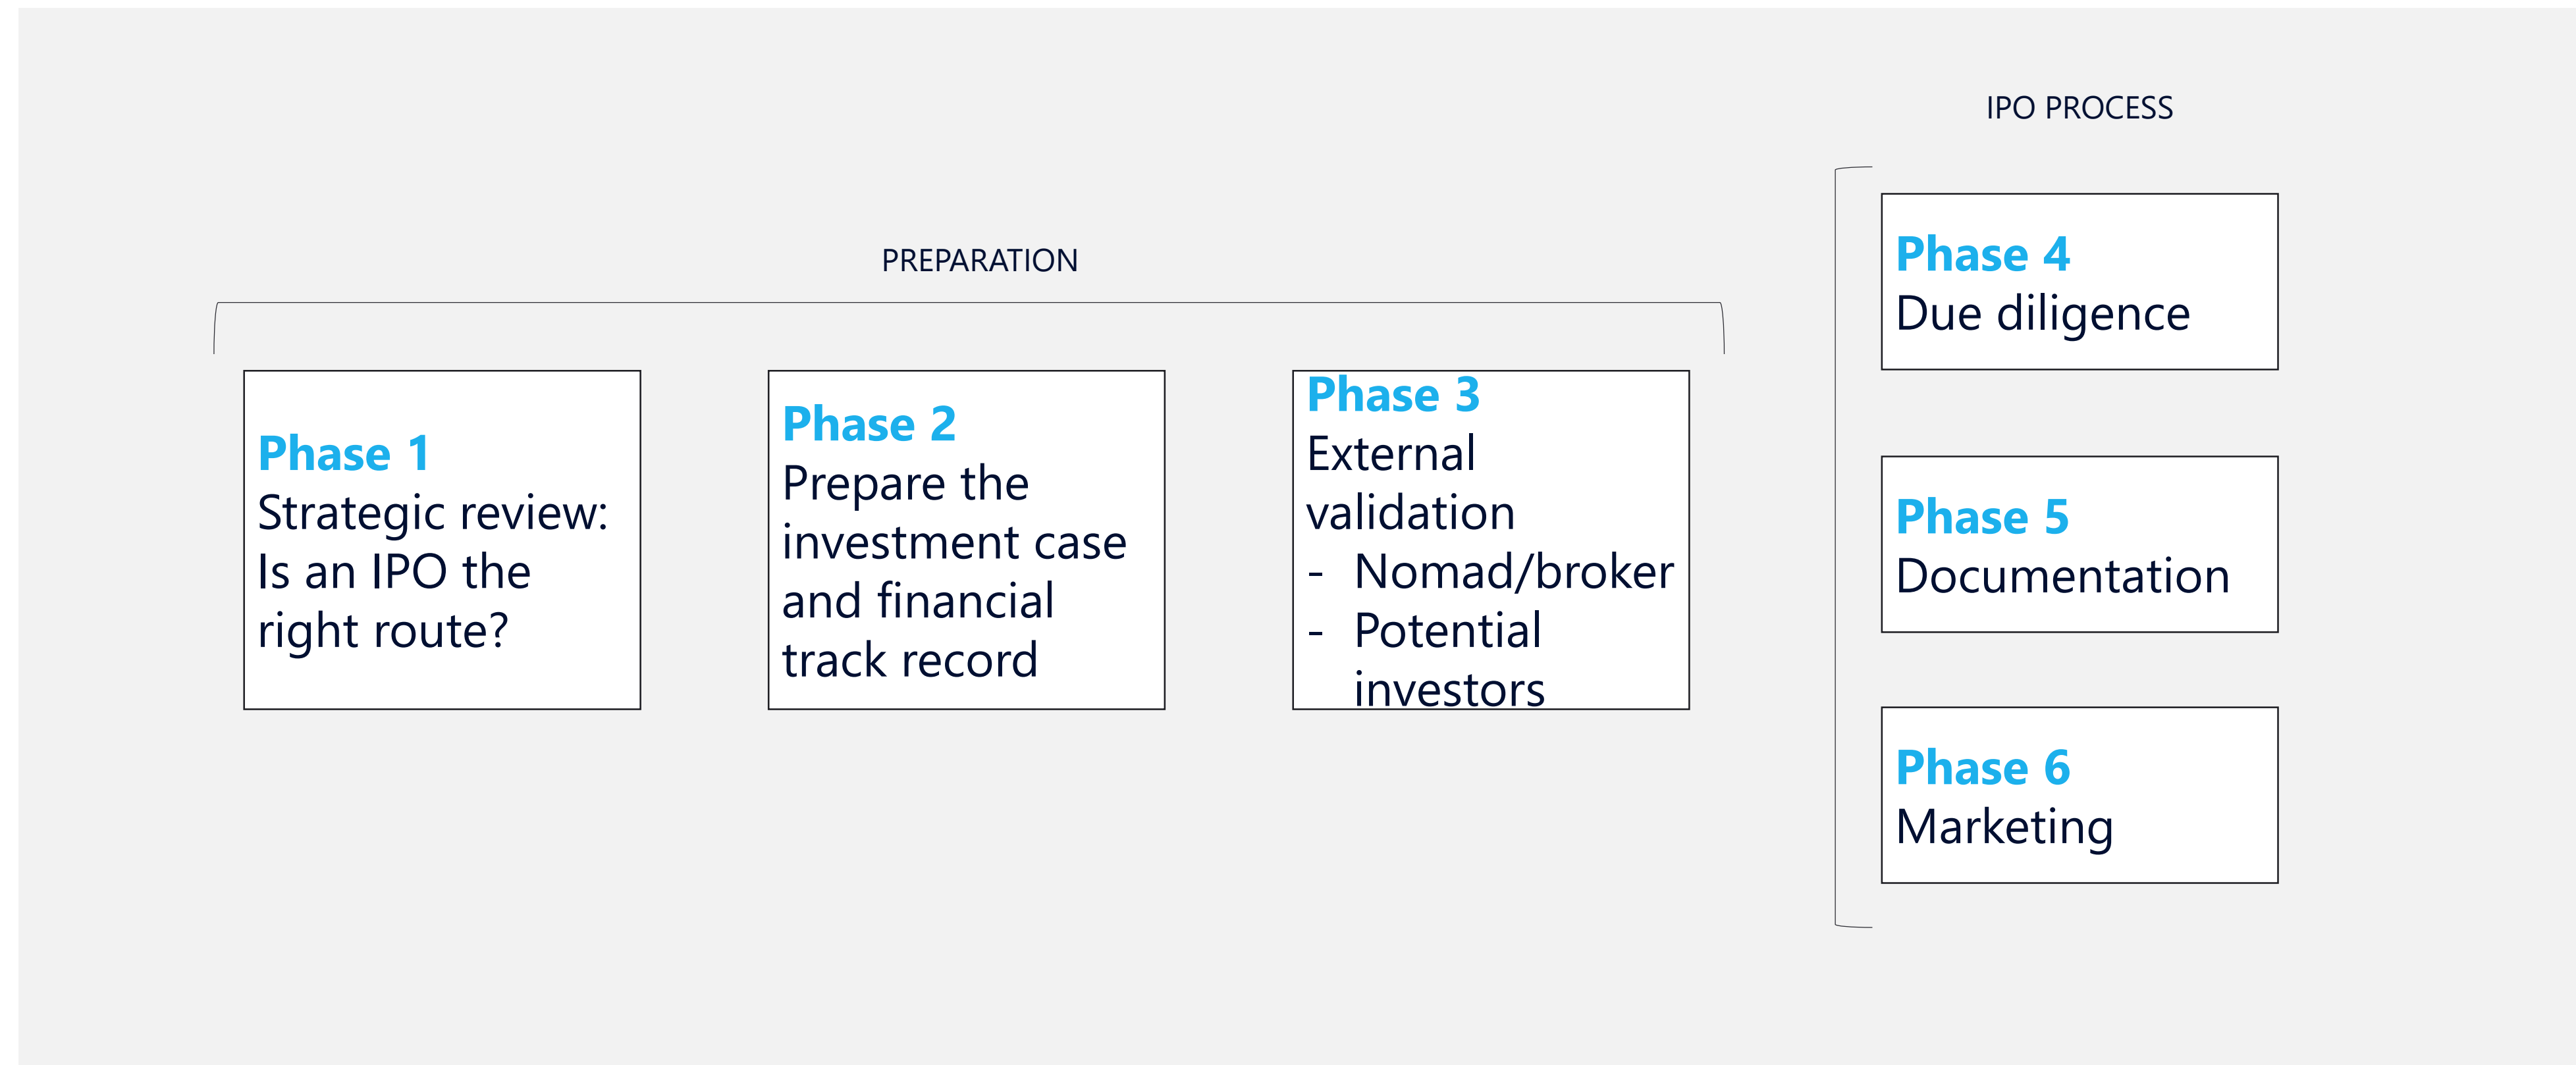 PREPARATION
Phase 1
Strategic review:
Is an IPO the
right route?
Phase 2
Prepare the
investment case
and financial
track record
Phase 3
External
validation
- Nomad/broker
- Potential
investors
IPO PROCESS
Phase 4
Due diligence
Phase 5
Documentation
Phase 6
Marketing